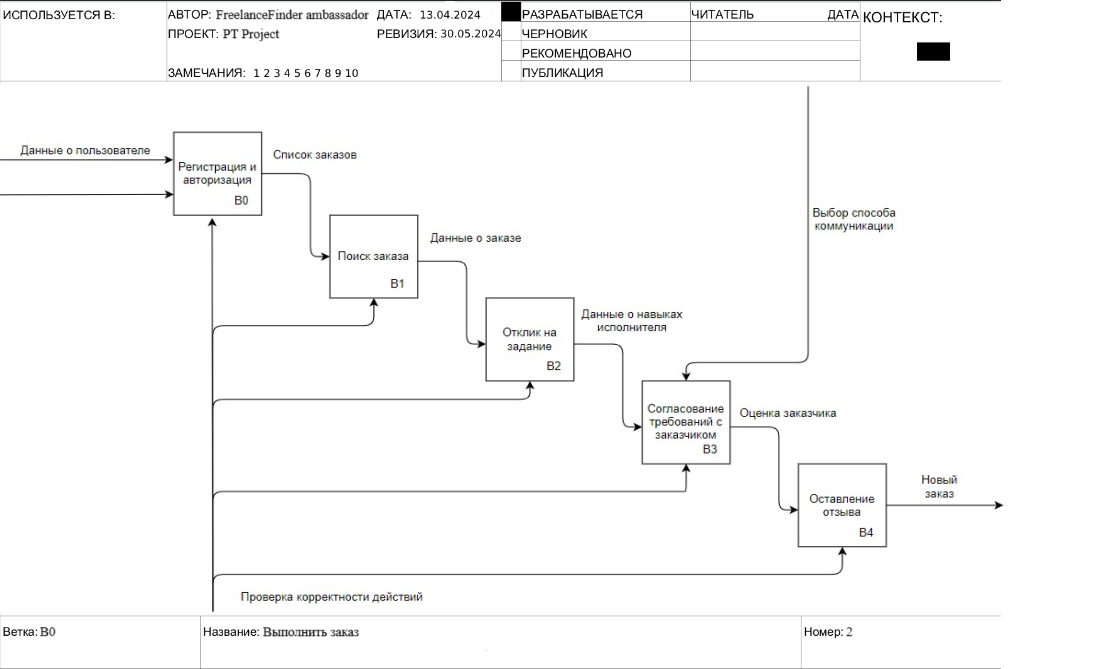 ИСПОЛЬЗУЕТСЯ В:
АВТОР: FreelanceFinder ambassador ДАТА: 13.04.2024
ПРОЕКТ: PT Project РЕВИЗИЯ: 30.05.2024
ЗАМЕЧАНИЯ: 1 2 3 4 5 6 7 8 9 10
РАЗРАБАТЫВАЕТСЯ
ЧЕРНОВИК
РЕКОМЕНДОВАНО
ПУБЛИКАЦИЯ
ЧИТАТЕЛЬ ДАТА
КОНТЕКСТ:
Данные о пользователе
Регистрация и
авторизация
B0
Список заказов
Поиск заказа
B1
Данные о заказе
Отклик на
задание
B2
Данные о навыках
исполнителя
Выбор способа
коммуникации
Согласование
требований с
заказчиком
B3
Оценка заказчика
Оставление
отзыва
B4
Новый
заказ
Проверка корректности действий
Ветка: B0
Название: Выполнить заказ
Номер: 2